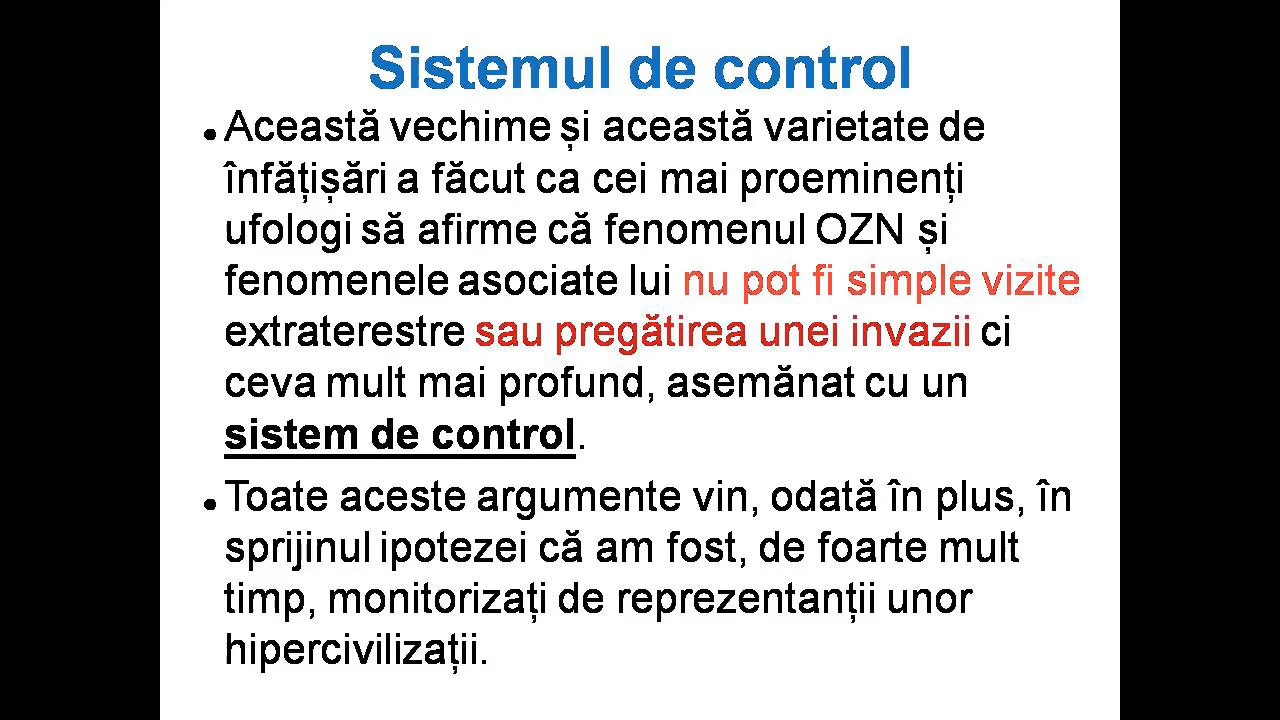 Sistemul de control
● Această vechime și această varietate de
înfățișări a făcut ca cei mai proeminenți
ufologi să afirme că fenomenul OZN și
fenomenele asociate lui nu pot fi simple vizite
extraterestre sau pregătirea unei invazii ci
ceva mult mai profund, asemănat cu un
sistem de control.
● Toate aceste argumente vin, odată în plus, în
sprijinul ipotezei că am fost, de foarte mult
timp, monitorizați de reprezentanții unor
hipercivilizații.